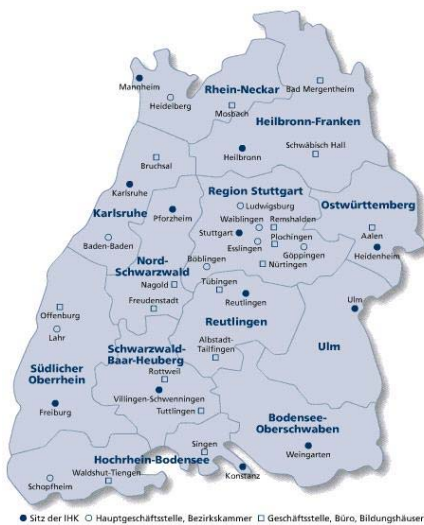 Mannheim
Heidelberg
Rhein-Neckar
Mosbach
Bad Mergentheim
Heilbronn-Franken
Heilbronn
Schwäbisch Hall
Bruchsal
Karlsruhe
Karlsruhe
Pforzheim
Baden-Baden
Nord-
Schwarzwald
Nagold
Freudenstadt
Region Stuttgart
Ludwigsburg
Waiblingen
Remshalden
Stuttgart
Plochingen
Esslingen
Göppingen
Böblingen
Nürtingen
Ostwürttemberg
Aalen
Heidenheim
Tübingen
Reutlingen
Reutlingen
Albstadt-
Tailfingen
Ulm
Ulm
Offenburg
Lahr
Südlicher
Oberrhein
Freiburg
Schwarzwald-
Baar-Heuberg
Rottweil
Villingen-Schwenningen
Tuttlingen
Bodensee-
Oberschwaben
Weingarten
Singen
Hochrhein-Bodensee
Konstanz
Waldshut-Tiengen
Schopfheim
Sitz der IHK Hauptgeschäftsstelle, Bezirkskammer Geschäftsstelle, Büro, Bildungshäuser